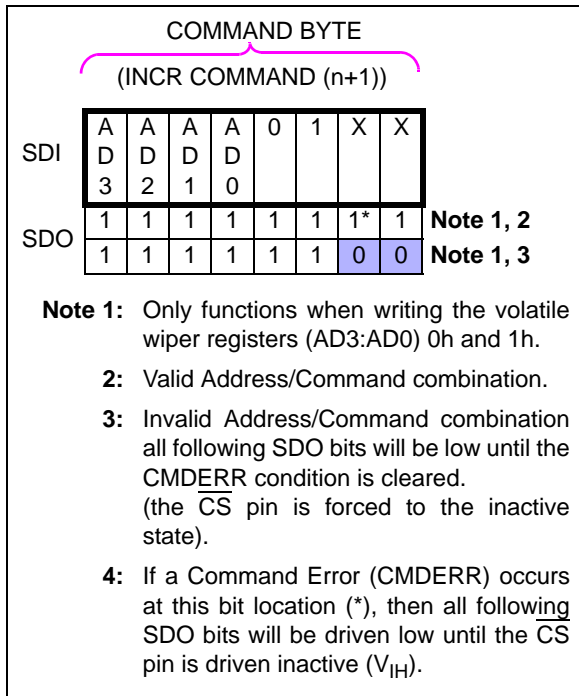 COMMAND BYTE
(INCR COMMAND (n+1))
SDI
A A A A 0 1 X X
D D D D
3 2 1 0
SDO
1 1 1 1 1 1 1* 1 Note 1, 2
1 1 1 1 1 1 0 0 Note 1, 3
Note 1: Only functions when writing the volatile
wiper registers (AD3:AD0) 0h and 1h.
2: Valid Address/Command combination.
3: Invalid Address/Command combination
all following SDO bits will be low until the
CMDERR condition is cleared.
(the CS pin is forced to the inactive
state).
4: If a Command Error (CMDERR) occurs
at this bit location (*), then all following
SDO bits will be driven low until the CS
pin is driven inactive (VIH).